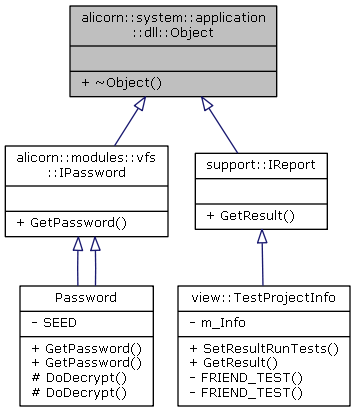 alicorn::system::application
::dll::Object
+ ~Object()
alicorn::modules::vfs
::IPassword
+ GetPassword()
support::IReport
+ GetResult()
Password
- SEED
+ GetPassword()
+ GetPassword()
# DoDecrypt()
# DoDecrypt()
view::TestProjectInfo
- m_Info
+ SetResultRunTests()
+ GetResult()
- FRIEND_TEST()
- FRIEND_TEST()